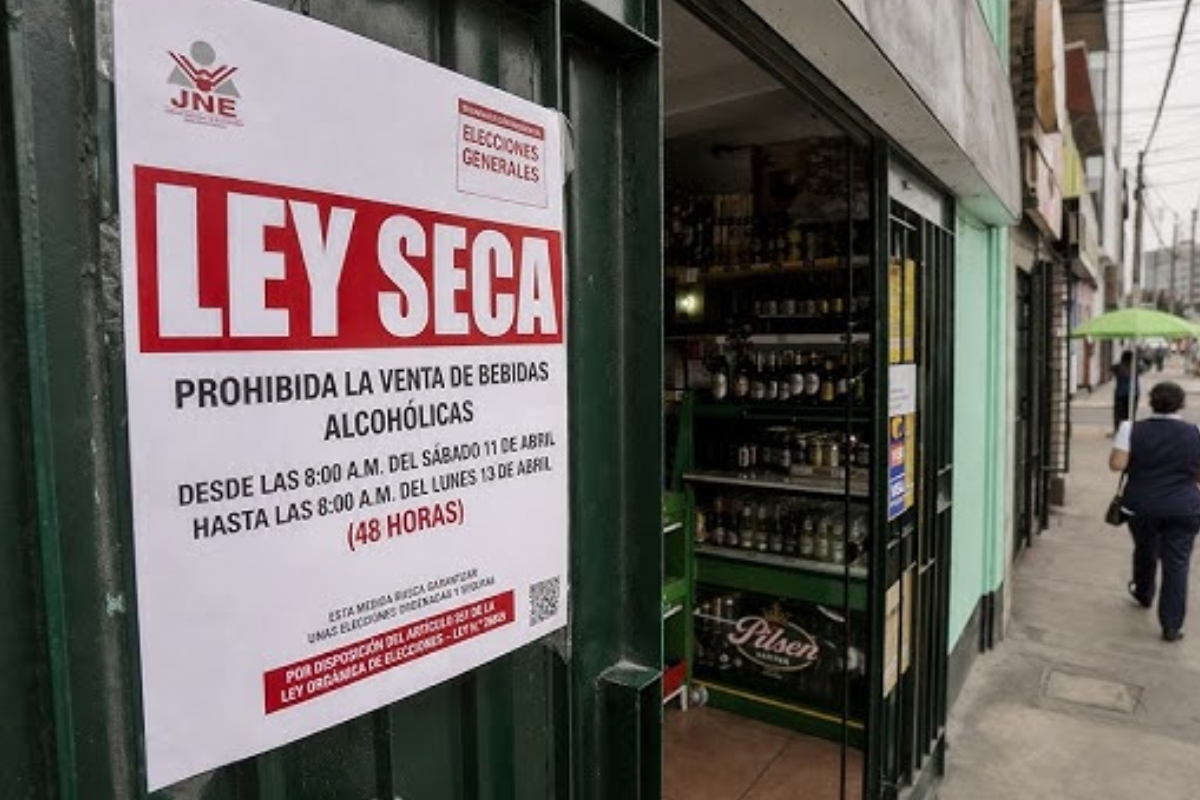 JNE
ELECCIONES
GENERALES
LEY SECA
PROHIBIDA LA VENTA DE BEBIDAS
ALCOHÓLICAS
DESDE LAS 8:00 A.M. DEL SÁBADO 11 DE ABRIL
HASTA LAS 8:00 A.M. DEL LUNES 13 DE ABRIL
(48 HORAS)
ESTA MEDIDA BUSCA GARANTIZAR
UNAS ELECCIONES ORDENADAS Y SEGURAS
POR DISPOSICIÓN DEL ARTÍCULO 351 DE LA
LEY ORGÁNICA DE ELECCIONES – LEY N.° 26859
Pilsen
VISA